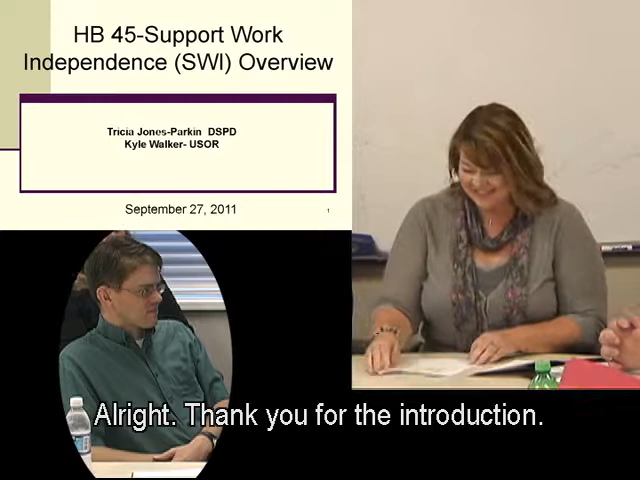 HB 45-Support Work
Independence (SWI) Overview
Tricia Jones-Parkin  DSPD
Kyle Walker- USOR
September 27, 2011
1
Alright. Thank you for the introduction.